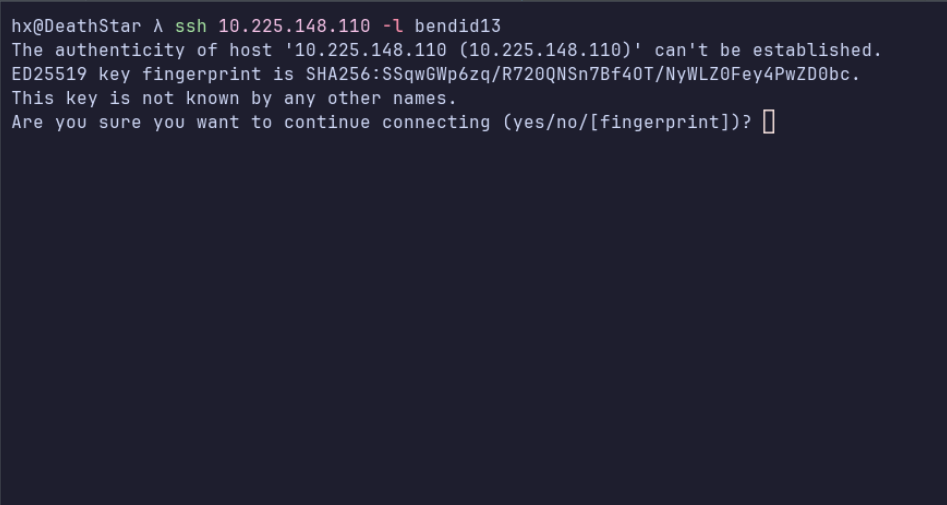 hx@DeathStar λ ssh 10.225.148.110 -l bendid13
The authenticity of host '10.225.148.110 (10.225.148.110)' can't be established.
ED25519 key fingerprint is SHA256:SSqwGWp6zq/R720QNSn7Bf4OT/NyWLZ0Fey4PwZD0bc.
This key is not known by any other names.
Are you sure you want to continue connecting (yes/no/[fingerprint])?